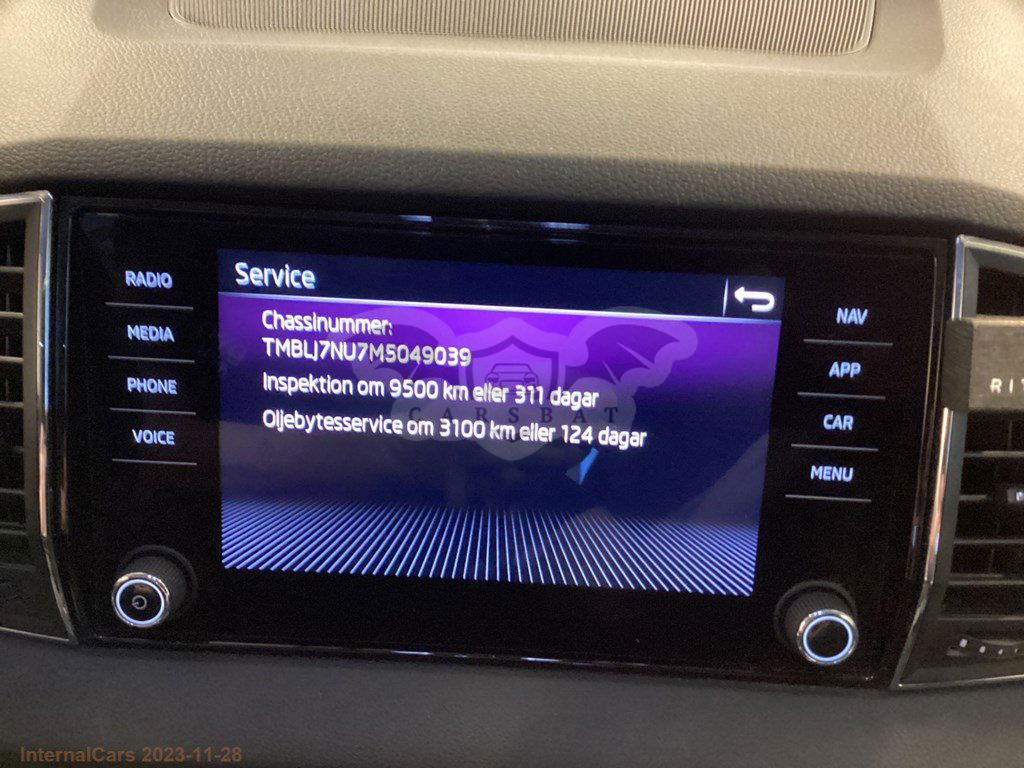 Service
RADIO
MEDIA
PHONE
VOICE
Chassinummer:
TMBLJ7NU7M5049039
Inspektion om 9500 km eller 311 dagar
Oljebytesservice om 3100 km eller 124 dagar
CARSBAT
NAV
APP
CAR
MENU
InternalCars 2023-11-28